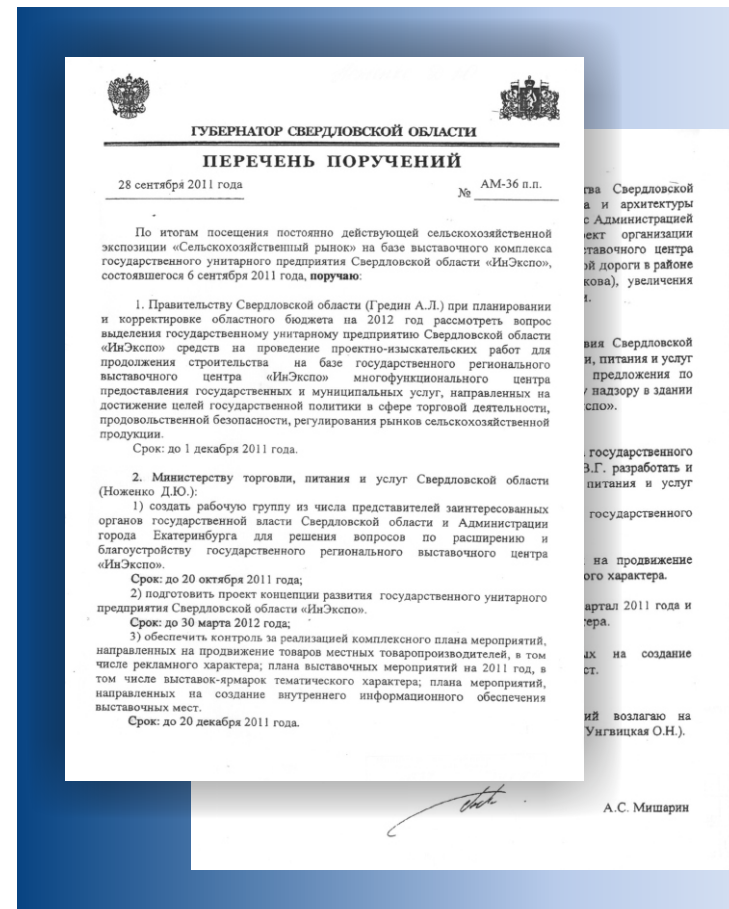 ГУБЕРНАТОР СВЕРДЛОВСКОЙ ОБЛАСТИ
ПЕРЕЧЕНЬ ПОРУЧЕНИЙ
28 сентября 2011 года
№ АМ-36 п.п.
По итогам посещения постоянно действующей сельскохозяйственной
экспозиции «Сельскохозяйственный рынок» на базе выставочного комплекса
государственного унитарного предприятия Свердловской области «ИнЭкспо»,
состоявшегося 6 сентября 2011 года, поручаю:
1. Правительству Свердловской области (Гредин А.Л.) при планировании
и корректировке областного бюджета на 2012 год рассмотреть вопрос
выделения государственному унитарному предприятию Свердловской области
«ИнЭкспо» средств на проведение проектно-изыскательских работ для
продолжения строительства на базе государственного регионального
выставочного центра «ИнЭкспо» многофункционального центра
предоставления государственных и муниципальных услуг, направленных на
достижение целей государственной политики в сфере торговой деятельности,
продовольственной безопасности, регулирования рынков сельскохозяйственной
продукции.
Срок: до 1 декабря 2011 года.
2. Министерству торговли, питания и услуг Свердловской области
(Ноженко Д.Ю.):
1) создать рабочую группу из числа представителей заинтересованных
органов государственной власти Свердловской области и Администрации
города Екатеринбурга для решения вопросов по расширению и
благоустройству государственного регионального выставочного центра
«ИнЭкспо».
Срок: до 20 октября 2011 года;
2) подготовить проект концепции развития государственного унитарного
предприятия Свердловской области «ИнЭкспо».
Срок: до 30 марта 2012 года;
3) обеспечить контроль за реализацией комплексного плана мероприятий,
направленных на продвижение товаров местных товаропроизводителей, в том
числе рекламного характера; плана выставочных мероприятий на 2011 год, в
том числе выставок-ярмарок тематического характера; плана мероприятий,
направленных на создание внутреннего информационного обеспечения
выставочных мест.
Срок: до 20 декабря 2011 года.
тва Свердловской
а и архитектуры
с Администрацией
ект организации
ставочного центра
ой дороги в районе
кова), увеличения
вия Свердловской
и, питания и услуг
предложения по
у надзору в здании
спо».
государственного
В.Г. разработать и
питания и услуг
государственного
на продвижение
ого характера.
артал 2011 года и
ера.
ых на создание
ст.
ий возлагаю на
Унгвицкая О.Н.).
А.С. Мишарин